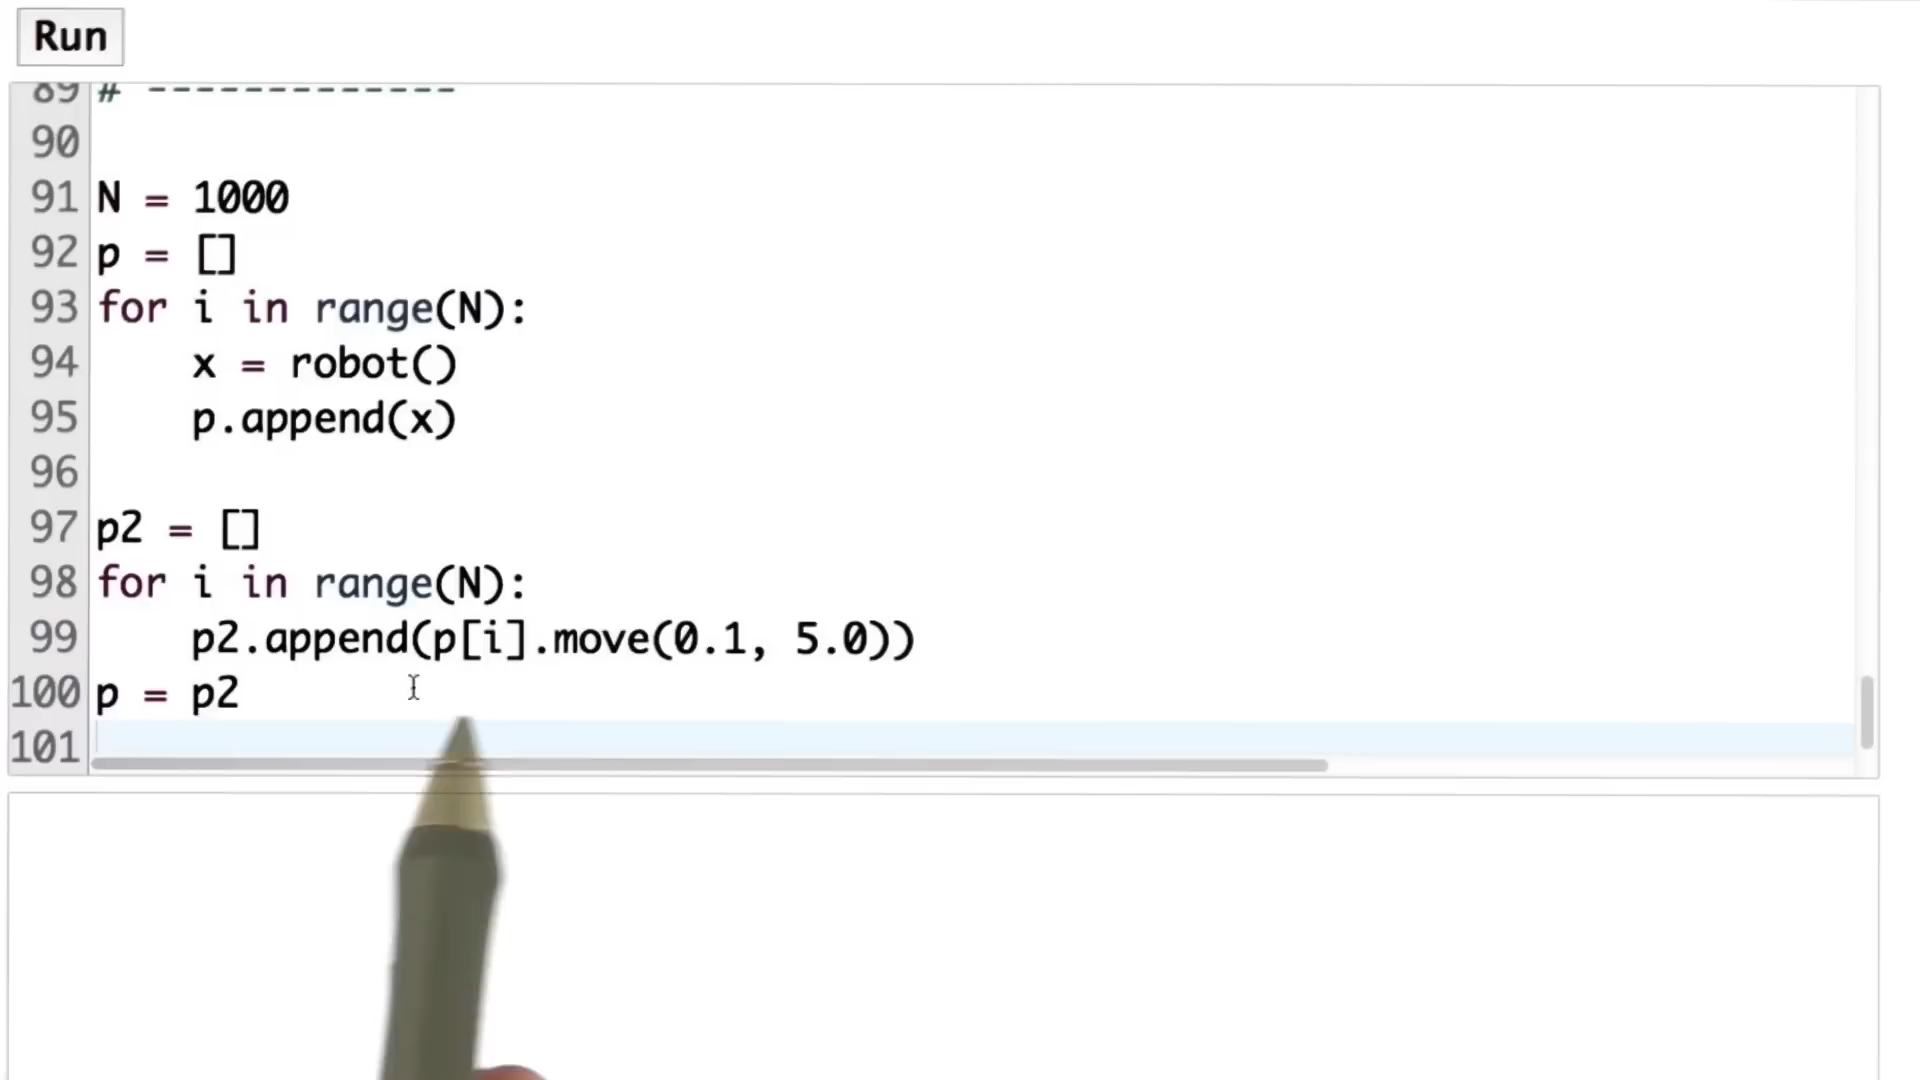 Run
89 # -------------
90
91 N = 1000
92 p = []
93 for i in range(N):
94     x = robot()
95     p.append(x)
96
97 p2 = []
98 for i in range(N):
99     p2.append(p[i].move(0.1, 5.0))
100 p = p2
101